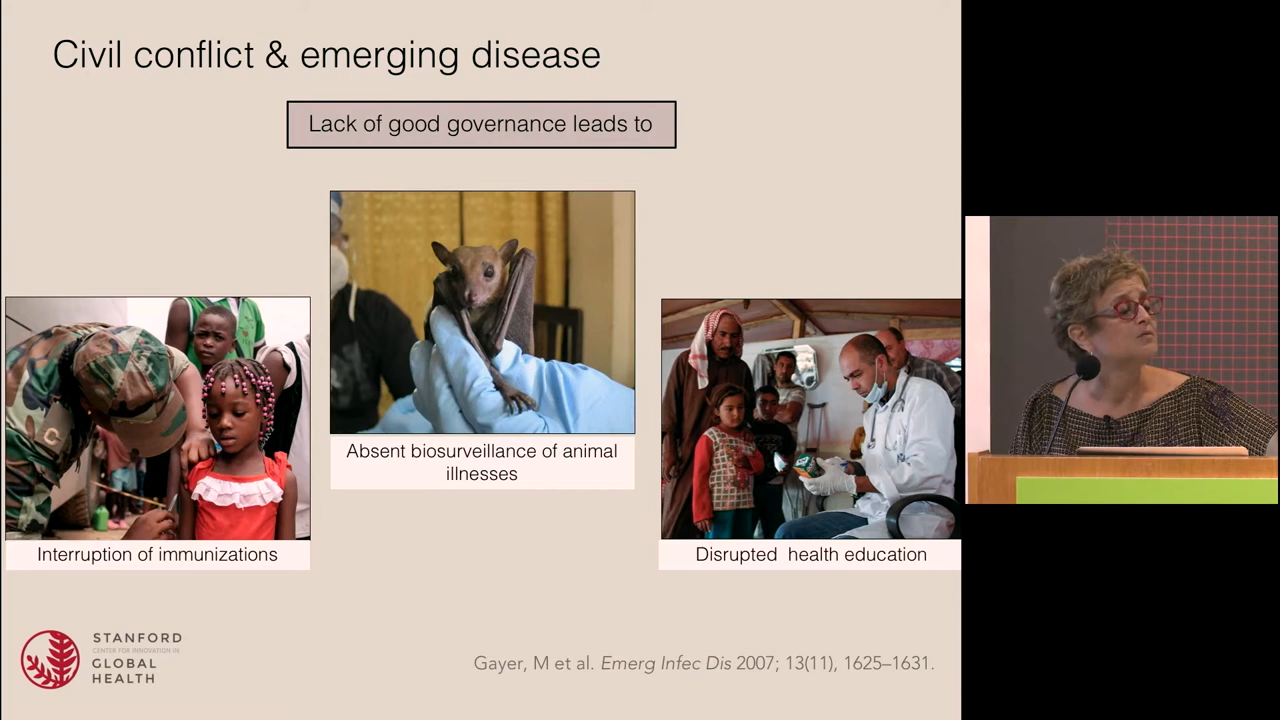 Civil conflict & emerging disease
Lack of good governance leads to
Absent biosurveillance of animal
illnesses
Interruption of immunizations
Disrupted health education
STANFORD
CENTER FOR INNOVATION IN
GLOBAL
HEALTH
Gayer, M et al. Emerg Infec Dis 2007; 13(11), 1625–1631.